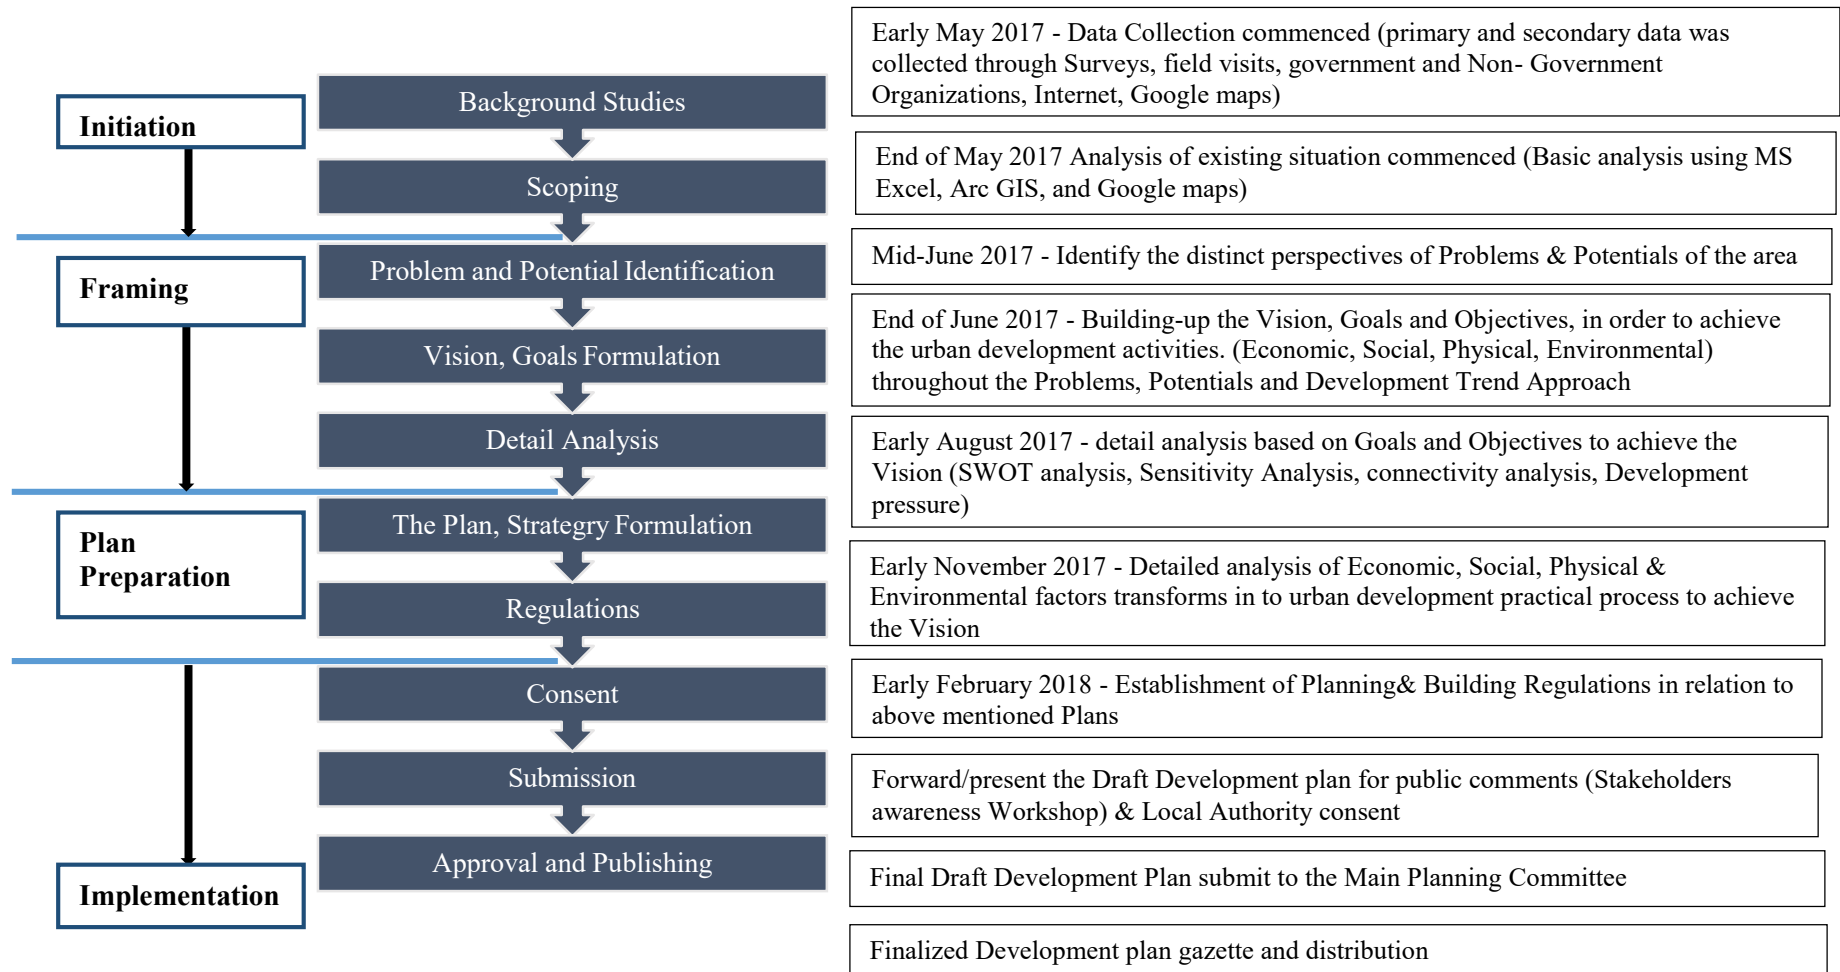 Initiation
Framing
Plan
Preparation
Implementation
Background Studies
Scoping
Problem and Potential Identification
Vision, Goals Formulation
Detail Analysis
The Plan, Strategry Formulation
Regulations
Consent
Submission
Approval and Publishing
Early May 2017 - Data Collection commenced (primary and secondary data was
collected through Surveys, field visits, government and Non- Government
Organizations, Internet, Google maps)
End of May 2017 Analysis of existing situation commenced (Basic analysis using MS
Excel, Arc GIS, and Google maps)
Mid-June 2017 - Identify the distinct perspectives of Problems & Potentials of the area
End of June 2017 - Building-up the Vision, Goals and Objectives, in order to achieve
the urban development activities. (Economic, Social, Physical, Environmental)
throughout the Problems, Potentials and Development Trend Approach
Early August 2017 - detail analysis based on Goals and Objectives to achieve the
Vision (SWOT analysis, Sensitivity Analysis, connectivity analysis, Development
pressure)
Early November 2017 - Detailed analysis of Economic, Social, Physical &
Environmental factors transforms in to urban development practical process to achieve
the Vision
Early February 2018 - Establishment of Planning& Building Regulations in relation to
above mentioned Plans
Forward/present the Draft Development plan for public comments (Stakeholders
awareness Workshop) & Local Authority consent
Final Draft Development Plan submit to the Main Planning Committee
Finalized Development plan gazette and distribution